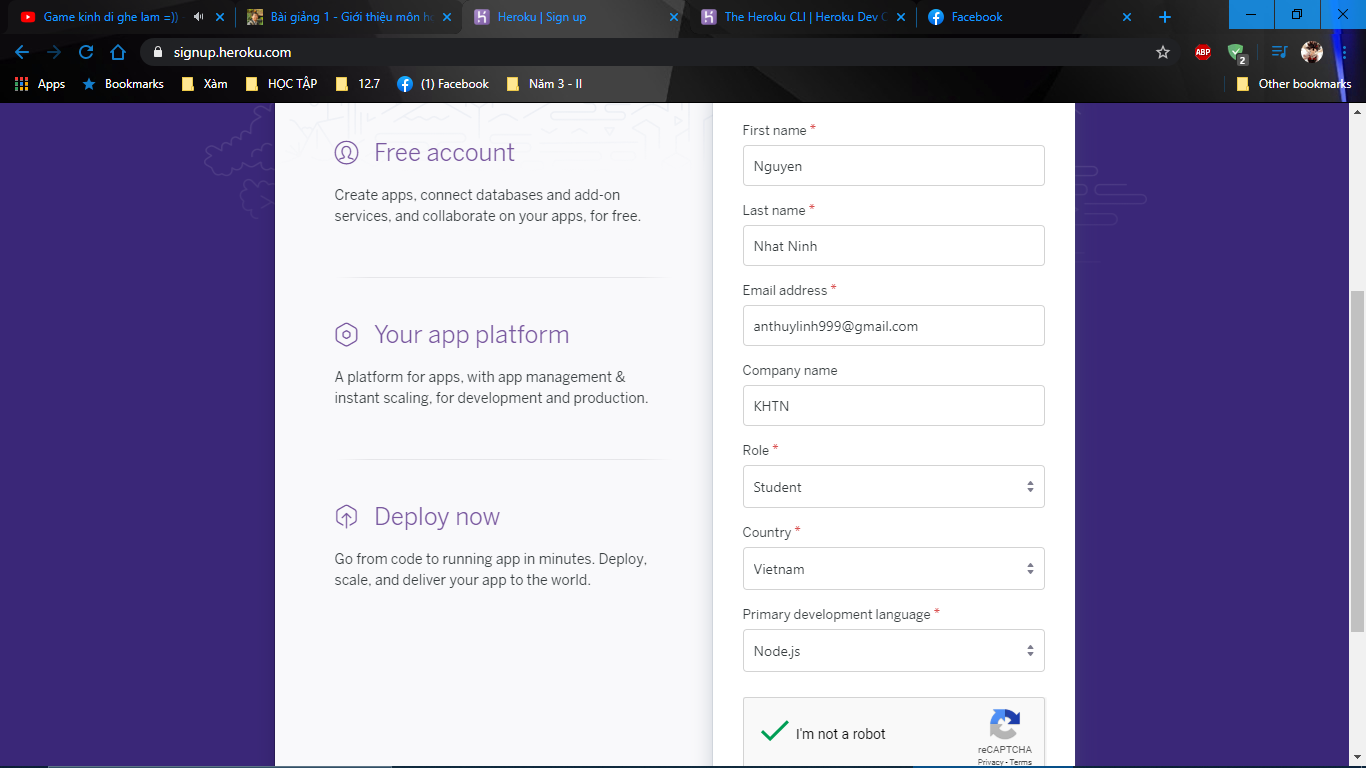 Game kinh di ghe lam =))
Bài giảng 1 - Giới thiệu môn h
Heroku | Sign up
The Heroku CLI | Heroku Dev C
Facebook
signup.heroku.com
ABP
2
Apps
Bookmarks
Xàm
HỌC TẬP
12.7
(1) Facebook
Năm 3 - II
Other bookmarks
Free account
Create apps, connect databases and add-on
services, and collaborate on your apps, for free.
Your app platform
A platform for apps, with app management &
instant scaling, for development and production.
Deploy now
Go from code to running app in minutes. Deploy,
scale, and deliver your app to the world.
First name *
Nguyen
Last name *
Nhat Ninh
Email address *
anthuylinh999@gmail.com
Company name
KHTN
Role *
Student
Country *
Vietnam
Primary development language *
Node.js
I'm not a robot
reCAPTCHA
Privacy - Terms